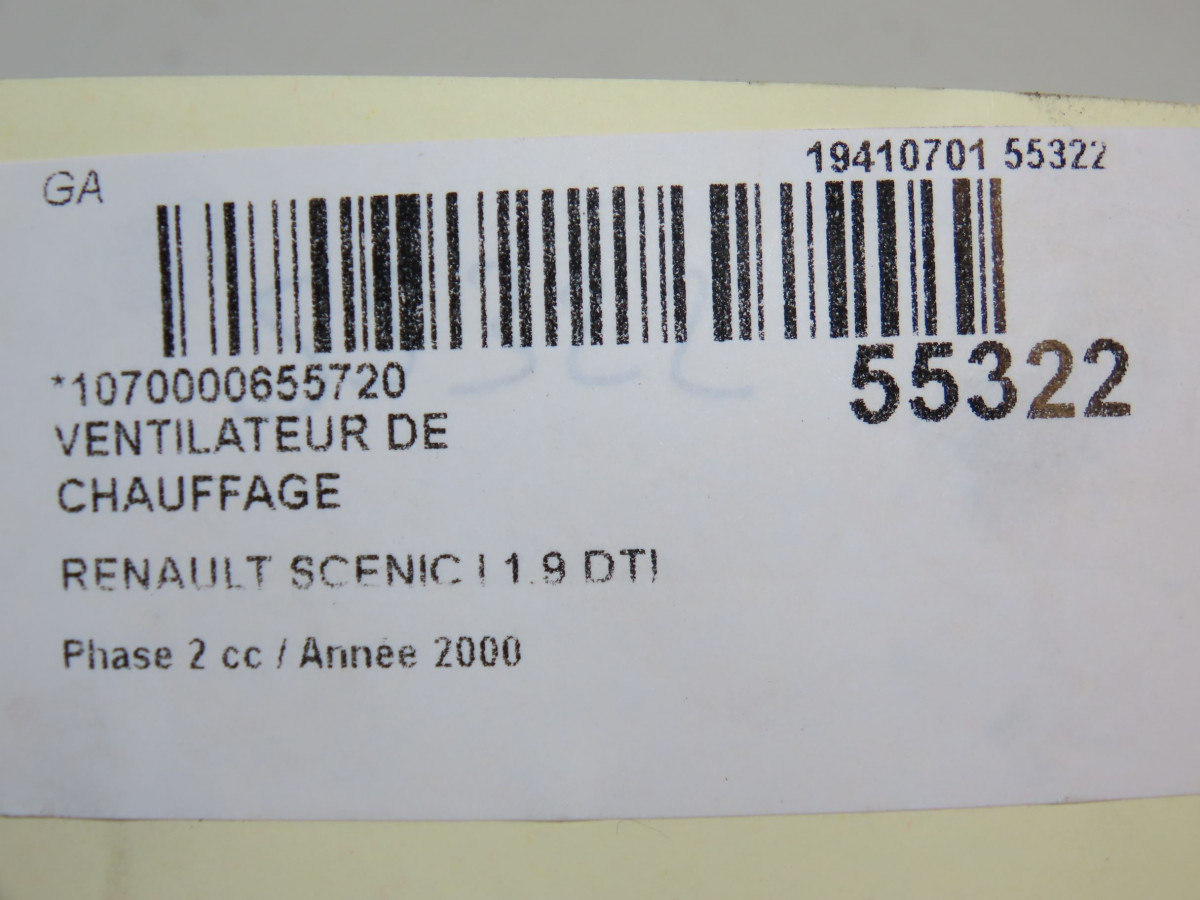 GA
19410701 55322
*1070000655720
55322
VENTILATEUR DE
CHAUFFAGE
RENAULT SCENIC I 1.9 DTI
Phase 2 cc / Année 2000